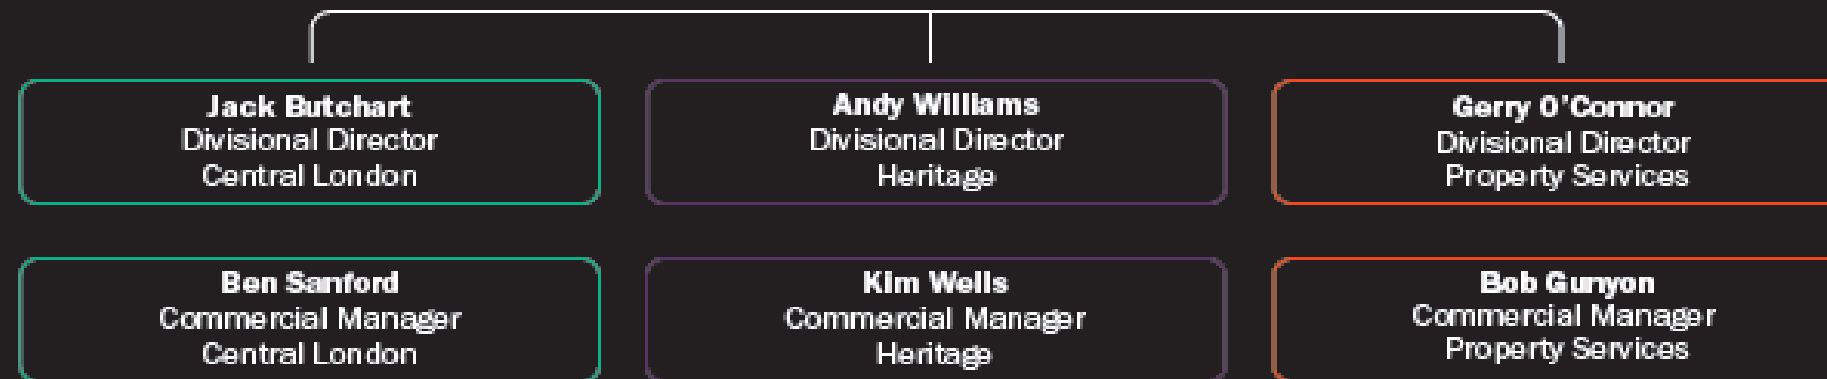 Jack Butchart
Divisional Director
Central London
Andy Williams
Divisional Director
Heritage
Gerry O'Connor
Divisional Director
Property Services
Ben Sanford
Commercial Manager
Central London
Kim Wells
Commercial Manager
Heritage
Bob Gunyon
Commercial Manager
Property Services